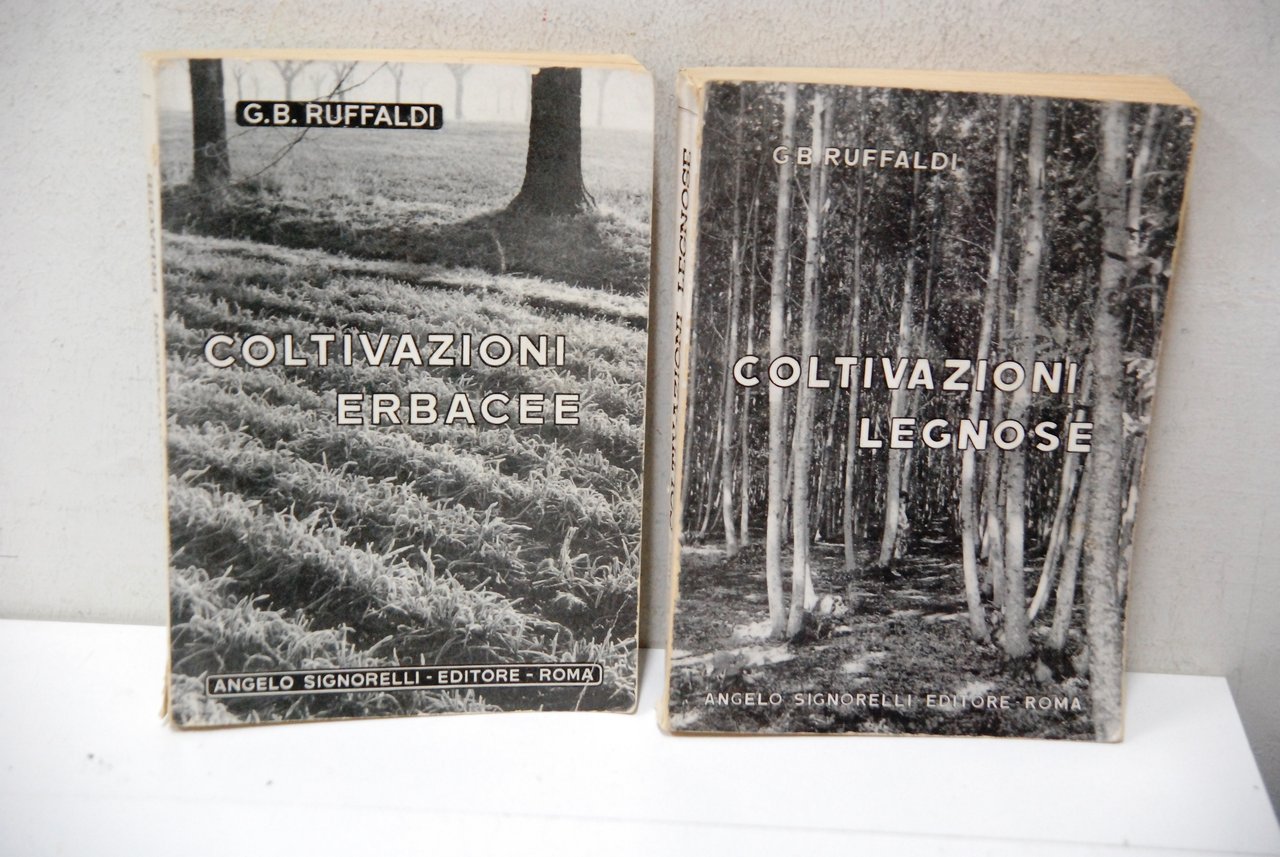 G.B. RUFFALDI
COLTIVAZIONI
ERBACEE
ANGELO SIGNORELLI - EDITORE - ROMA
COLTIVAZIONI LEGNOSE
G B RUFFALDI
COLTIVAZIONI
LEGNOSE
ANGELO SIGNORELLI EDITORE - ROMA